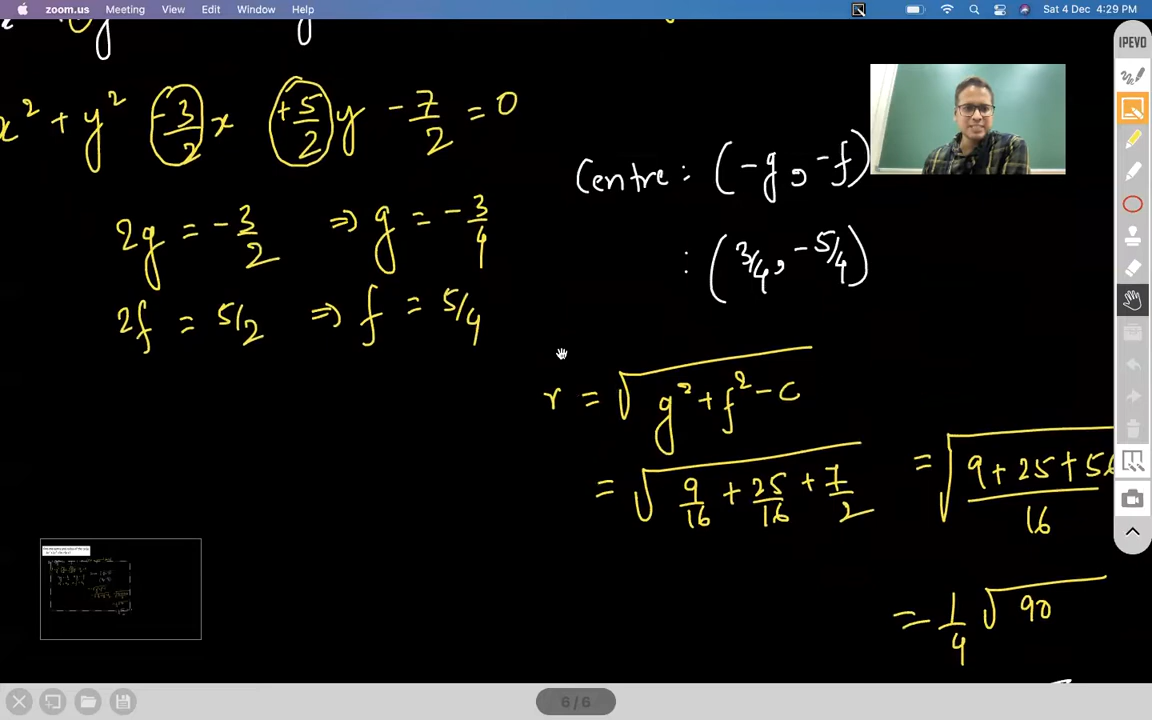 zoom.us Meeting View Edit Window Help Sat 4 Dec 4:29 PM
IPEVO
x² + y² -3/2 x +5/2 y - 7/2 = 0
Centre : (-g, -f)
2g = -3/2 ⇒ g = -3/4
: (3/4, -5/4)
2f = 5/2 ⇒ f = 5/4
r = √(g² + f² - c)
= √(9/16 + 25/16 + 7/2) = √((9 + 25 + 56)/16)
= 1/4 √90
6 / 6